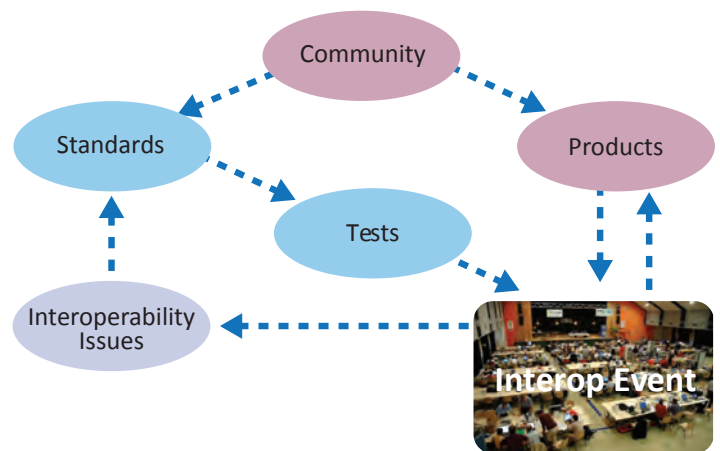 Community
Standards
Products
Tests
Interoperability
Issues
Interop Event